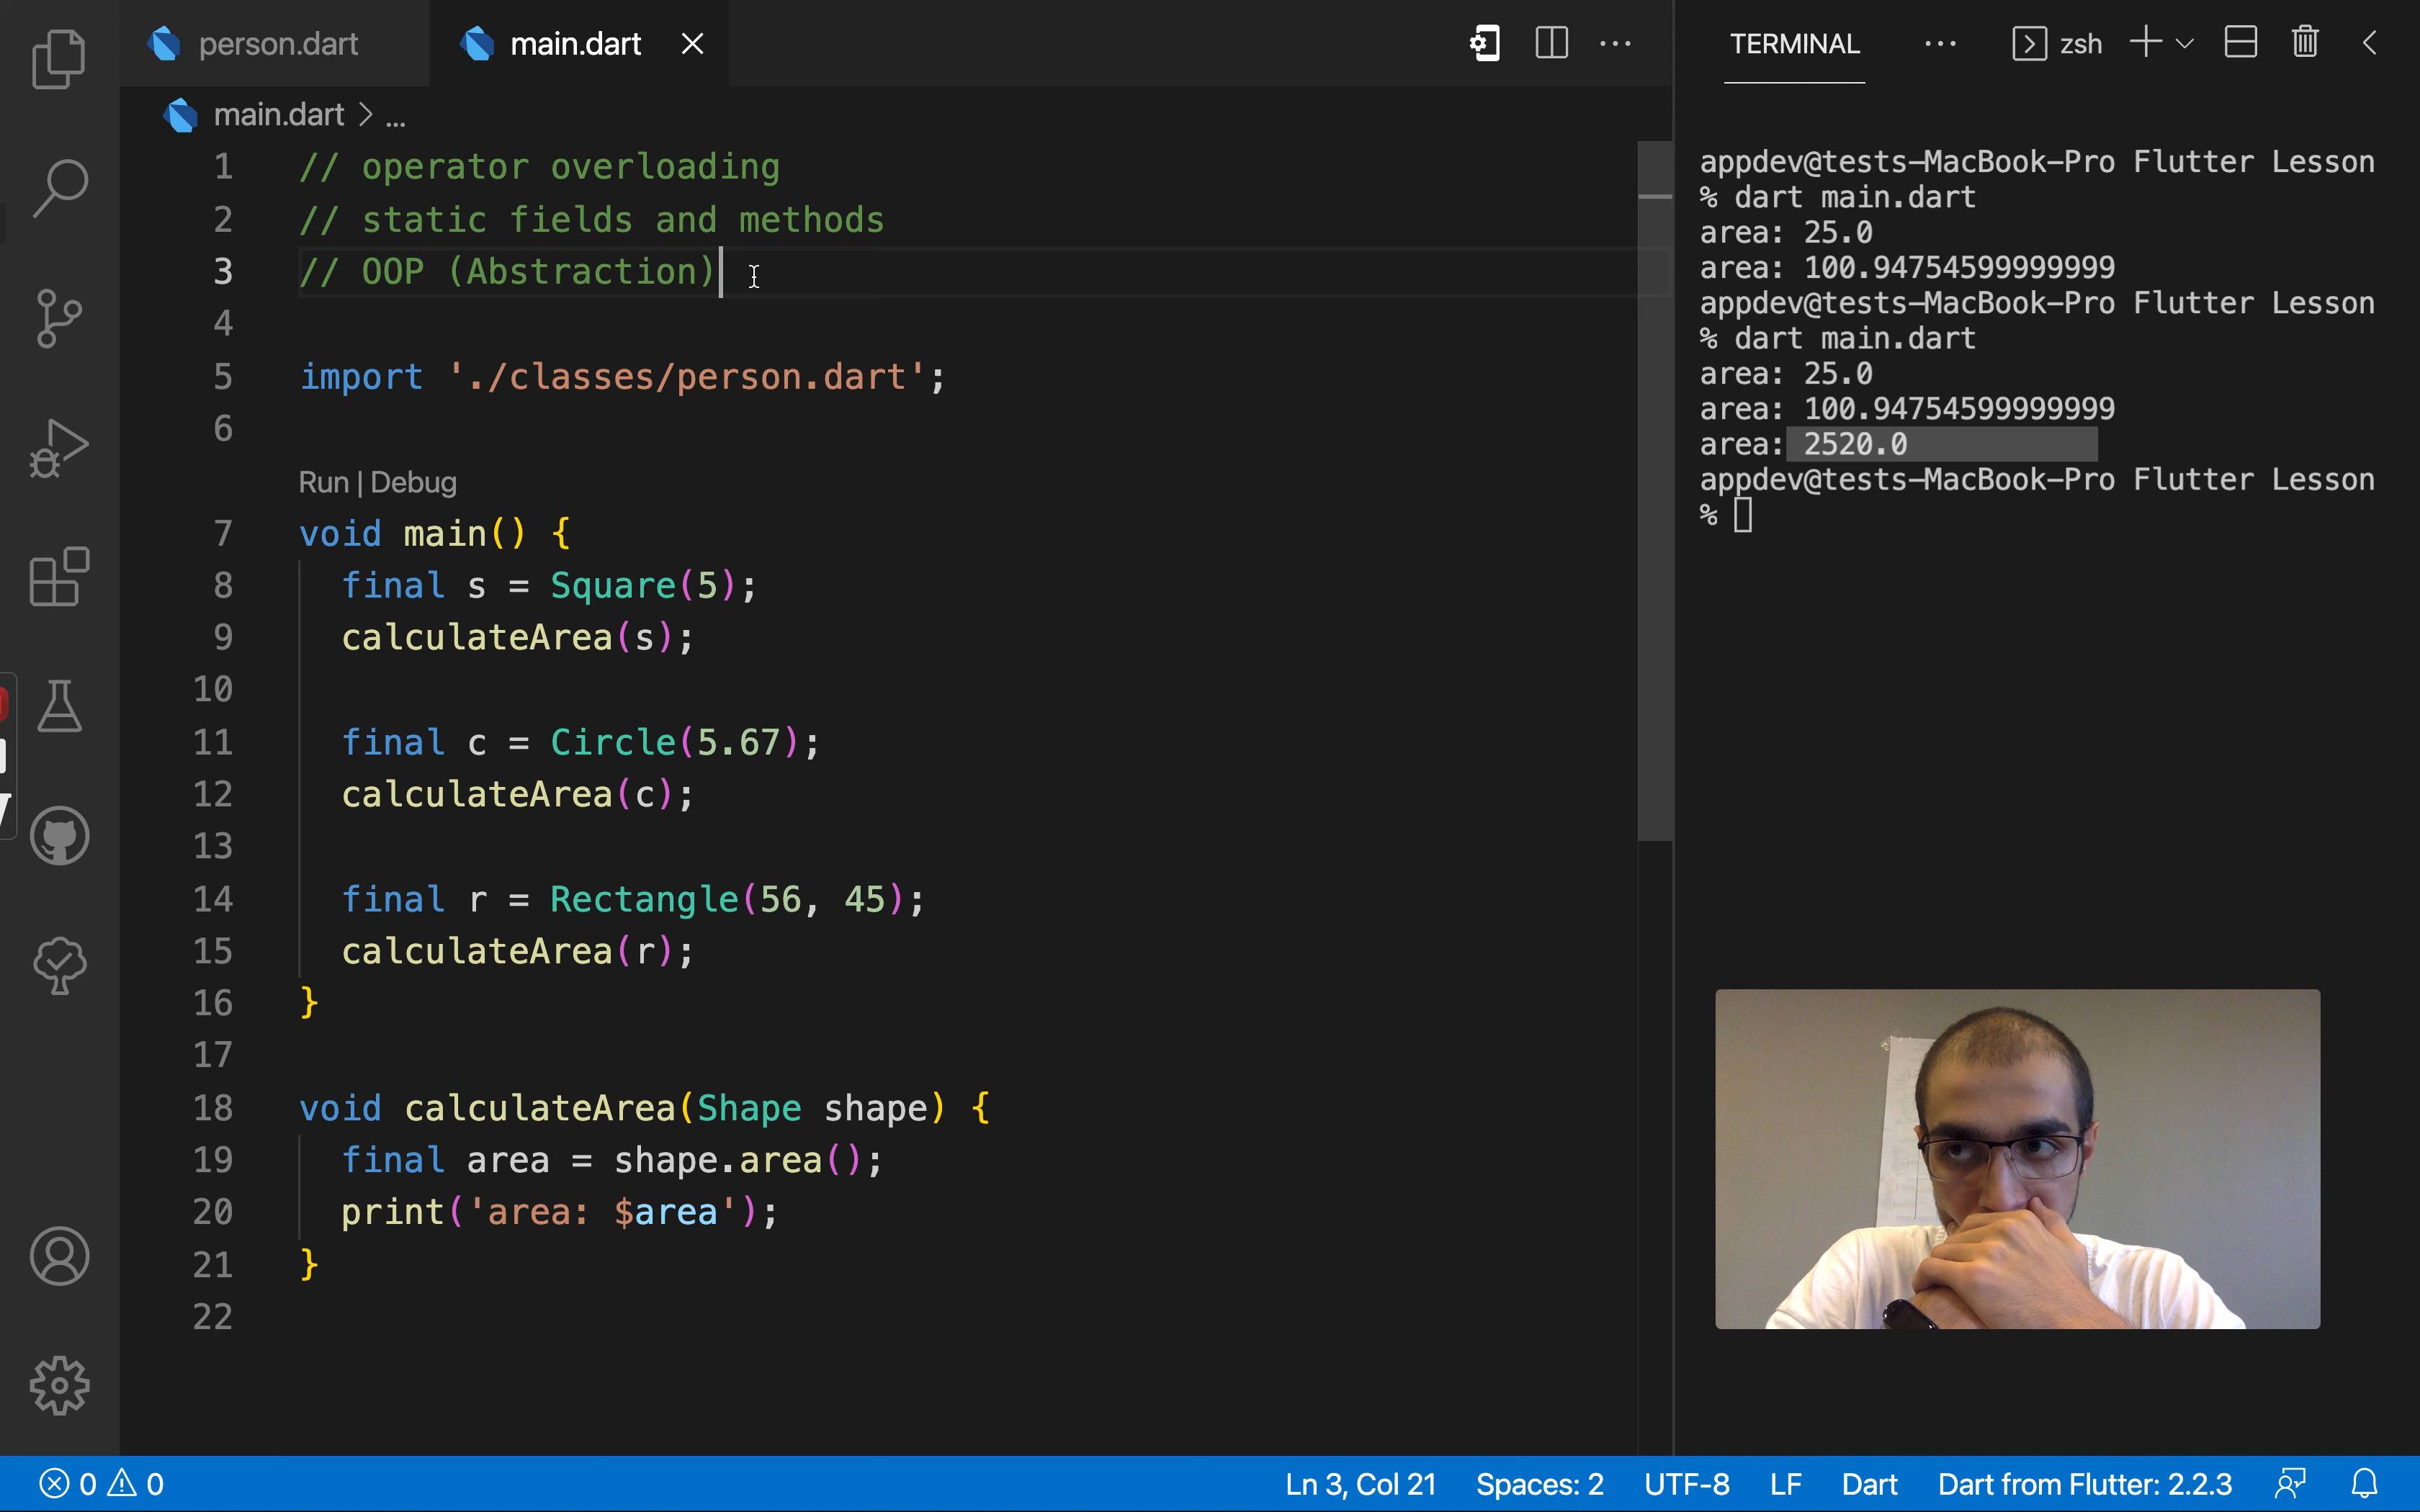 person.dart
main.dart
main.dart > ...
1 // operator overloading
2 // static fields and methods
3 // OOP (Abstraction)
4
5 import './classes/person.dart';
6
Run | Debug
7 void main() {
8 final s = Square(5);
9 calculateArea(s);
10
11 final c = Circle(5.67);
12 calculateArea(c);
13
14 final r = Rectangle(56, 45);
15 calculateArea(r);
16 }
17
18 void calculateArea(Shape shape) {
19 final area = shape.area();
20 print('area: $area');
21 }
22
TERMINAL
zsh
appdev@tests-MacBook-Pro Flutter Lesson
% dart main.dart
area: 25.0
area: 100.94754599999999
appdev@tests-MacBook-Pro Flutter Lesson
% dart main.dart
area: 25.0
area: 100.94754599999999
area: 2520.0
appdev@tests-MacBook-Pro Flutter Lesson
%
0 0
Ln 3, Col 21
Spaces: 2
UTF-8
LF
Dart
Dart from Flutter: 2.2.3